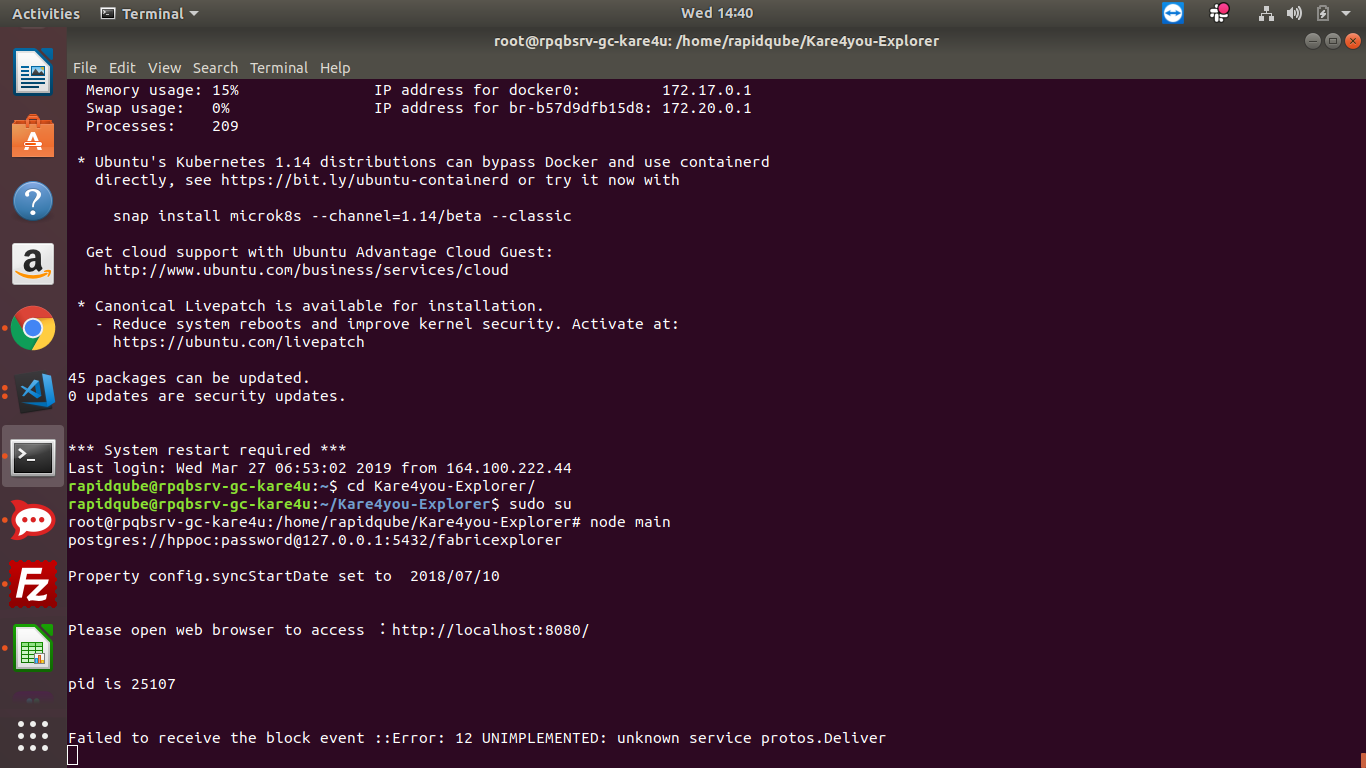 Activities Terminal Wed 14:40
root@rpqbsrv-gc-kare4u: /home/rapidqube/Kare4you-Explorer
File Edit View Search Terminal Help
Memory usage: 15% IP address for docker0: 172.17.0.1
Swap usage: 0% IP address for br-b57d9dfb15d8: 172.20.0.1
Processes: 209
* Ubuntu's Kubernetes 1.14 distributions can bypass Docker and use containerd
directly, see https://bit.ly/ubuntu-containerd or try it now with
snap install microk8s --channel=1.14/beta --classic
Get cloud support with Ubuntu Advantage Cloud Guest:
http://www.ubuntu.com/business/services/cloud
* Canonical Livepatch is available for installation.
- Reduce system reboots and improve kernel security. Activate at:
https://ubuntu.com/livepatch
45 packages can be updated.
0 updates are security updates.
*** System restart required ***
Last login: Wed Mar 27 06:53:02 2019 from 164.100.222.44
rapidqube@rpqbsrv-gc-kare4u:~$ cd Kare4you-Explorer/
rapidqube@rpqbsrv-gc-kare4u:~/Kare4you-Explorer$ sudo su
root@rpqbsrv-gc-kare4u:/home/rapidqube/Kare4you-Explorer# node main
postgres://hppoc:password@127.0.0.1:5432/fabricexplorer
Property config.syncStartDate set to 2018/07/10
Please open web browser to access ：http://localhost:8080/
pid is 25107
Failed to receive the block event ::Error: 12 UNIMPLEMENTED: unknown service protos.Deliver